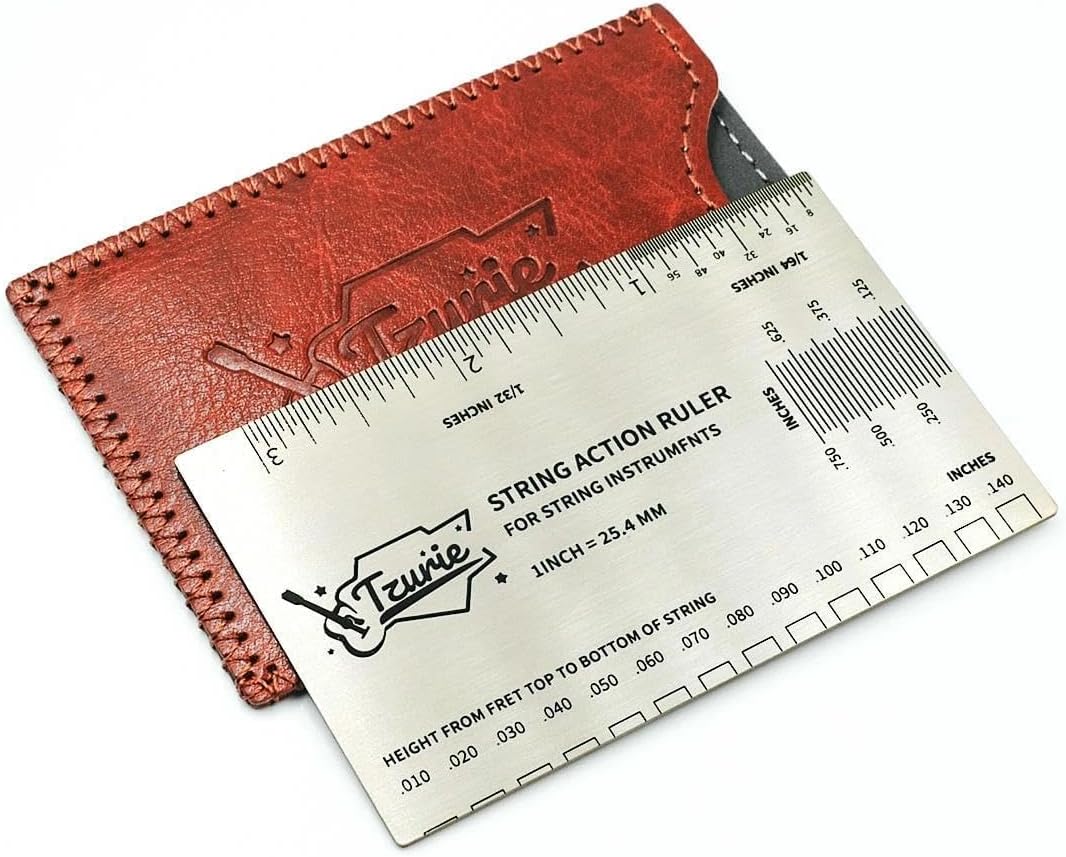 Tzurie
8 16 24 32 40 48 56 1 2 3
1/64 INCHES
1/32 INCHES
.125 .375 .625
INCHES
.250 .500 .750
STRING ACTION RULER
FOR STRING INSTRUMFNTS
1INCH = 25.4 MM
Tzurie
HEIGHT FROM FRET TOP TO BOTTOM OF STRING
INCHES
.010 .020 .030 .040 .050 .060 .070 .080 .090 .100 .110 .120 .130 .140